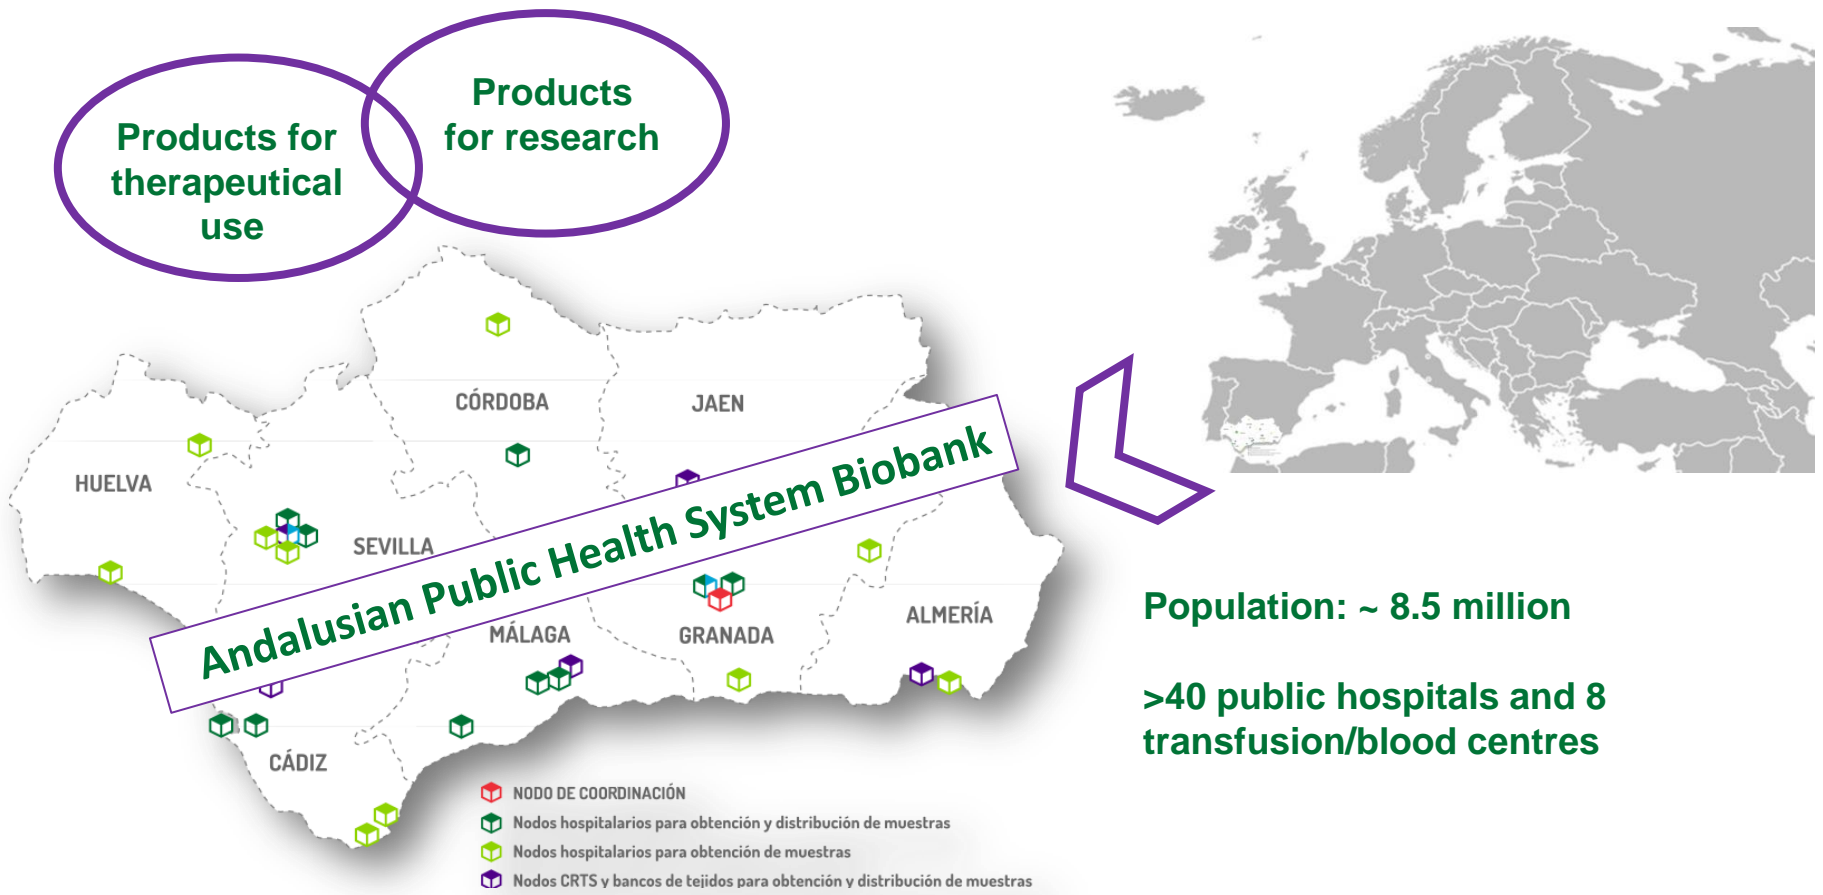 Products for
therapeutical
use
Products
for research
CÓRDOBA
JAEN
HUELVA
SEVILLA
Andalusian Public Health System Biobank
MÁLAGA
GRANADA
ALMERÍA
CÁDIZ
NODO DE COORDINACIÓN
Nodos hospitalarios para obtención y distribución de muestras
Nodos hospitalarios para obtención de muestras
Nodos CRTS y bancos de tejidos para obtención y distribución de muestras
Population: ~ 8.5 million
>40 public hospitals and 8
transfusion/blood centres